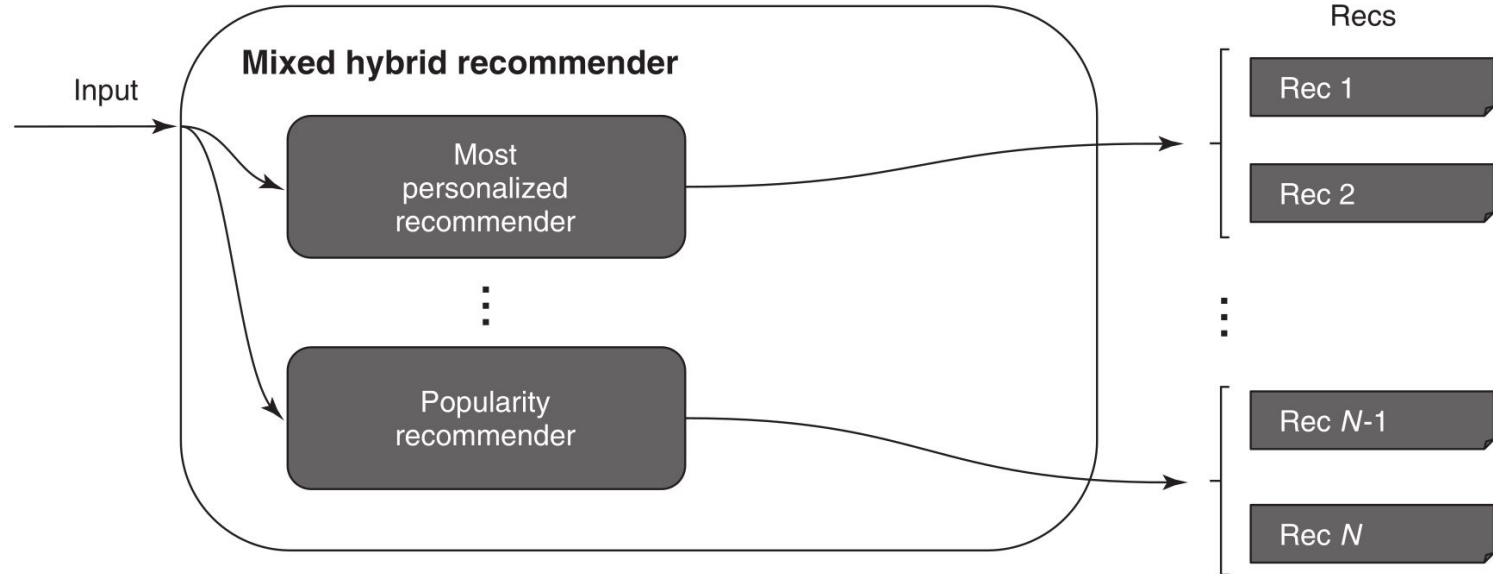 Recs
Mixed hybrid recommender
Input
Rec 1
Most
personalized
recommender
Rec 2
Popularity
recommender
Rec N-1
Rec N